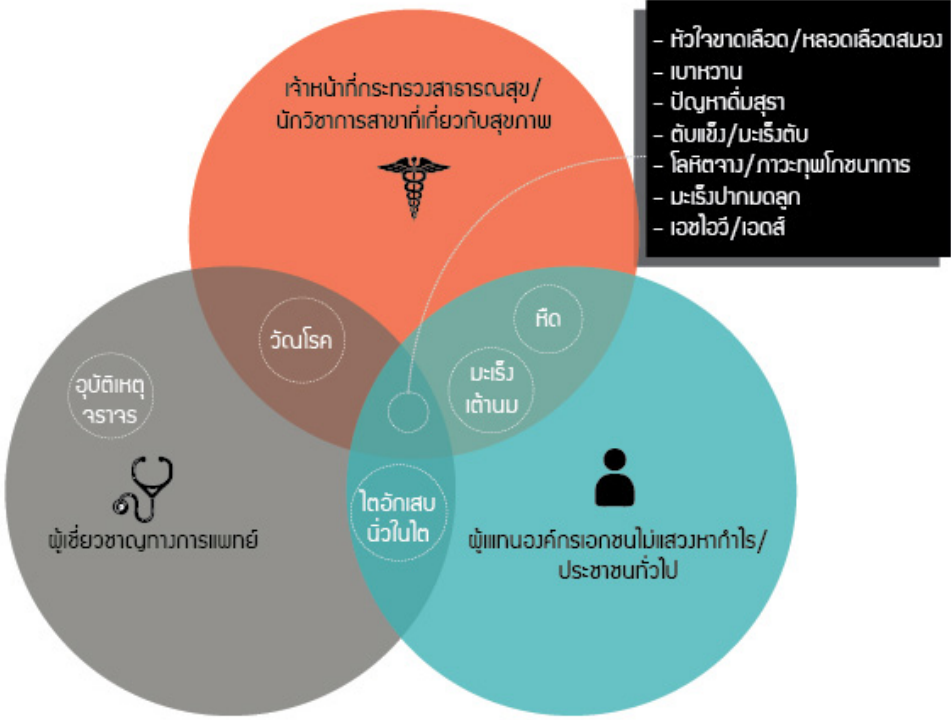 เจ้าหน้าที่กระทรวงสาธารณสุข/
นักวิชาการสาขาที่เกี่ยวกับสุขภาพ
- หัวใจขาดเลือด/หลอดเลือดสมอง
- เบาหวาน
- ปัญหาดื่มสุรา
- ตับแข็ง/มะเร็งตับ
- โลหิตจาง/ภาวะทุพโภชนาการ
- มะเร็งปากมดลูก
- เอชไอวี/เอดส์
วัณโรค
หืด
มะเร็ง
เต้านม
อุบัติเหตุ
จราจร
ไตอักเสบ
นิ่วในไต
ผู้เชี่ยวชาญทางการแพทย์
ผู้แทนองค์กรเอกชนไม่แสวงหากำไร/
ประชาชนทั่วไป